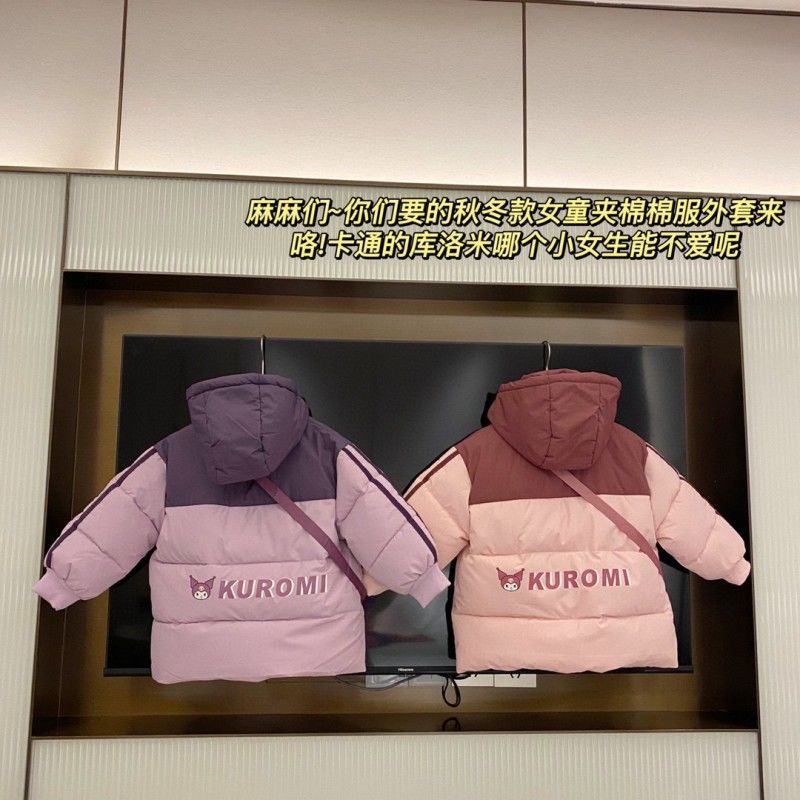 麻麻们~你们要的秋冬款女童夹棉棉服外套来
咯!卡通的库洛米哪个小女生能不爱呢
KUROMI
KUROMI
Hisense